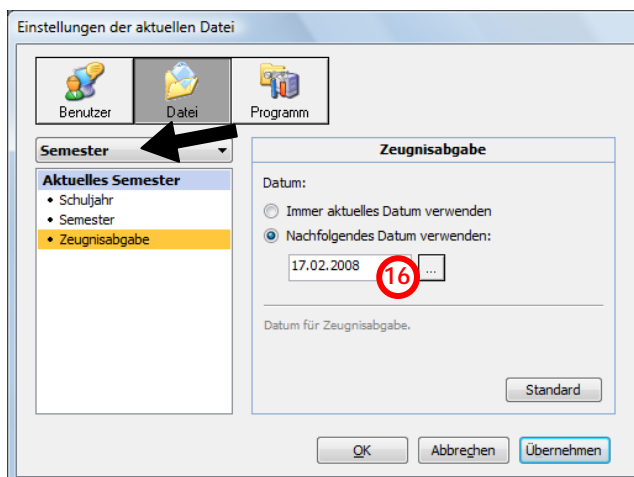 Einstellungen der aktuellen Datei
Benutzer
Datei
Programm
Semester
Aktuelles Semester
• Schuljahr
• Semester
• Zeugnisabgabe
Zeugnisabgabe
Datum:
Immer aktuelles Datum verwenden
Nachfolgendes Datum verwenden:
17.02.2008
16
...
Datum für Zeugnisabgabe.
Standard
OK
Abbrechen
Übernehmen